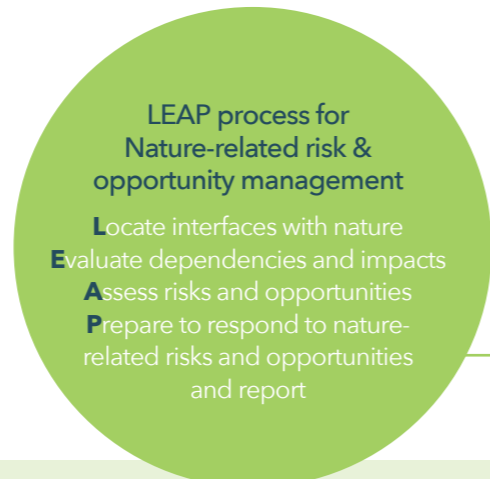 LEAP process for
Nature-related risk &
opportunity management
Locate interfaces with nature
Evaluate dependencies and impacts
Assess risks and opportunities
Prepare to respond to nature-
related risks and opportunities
and report